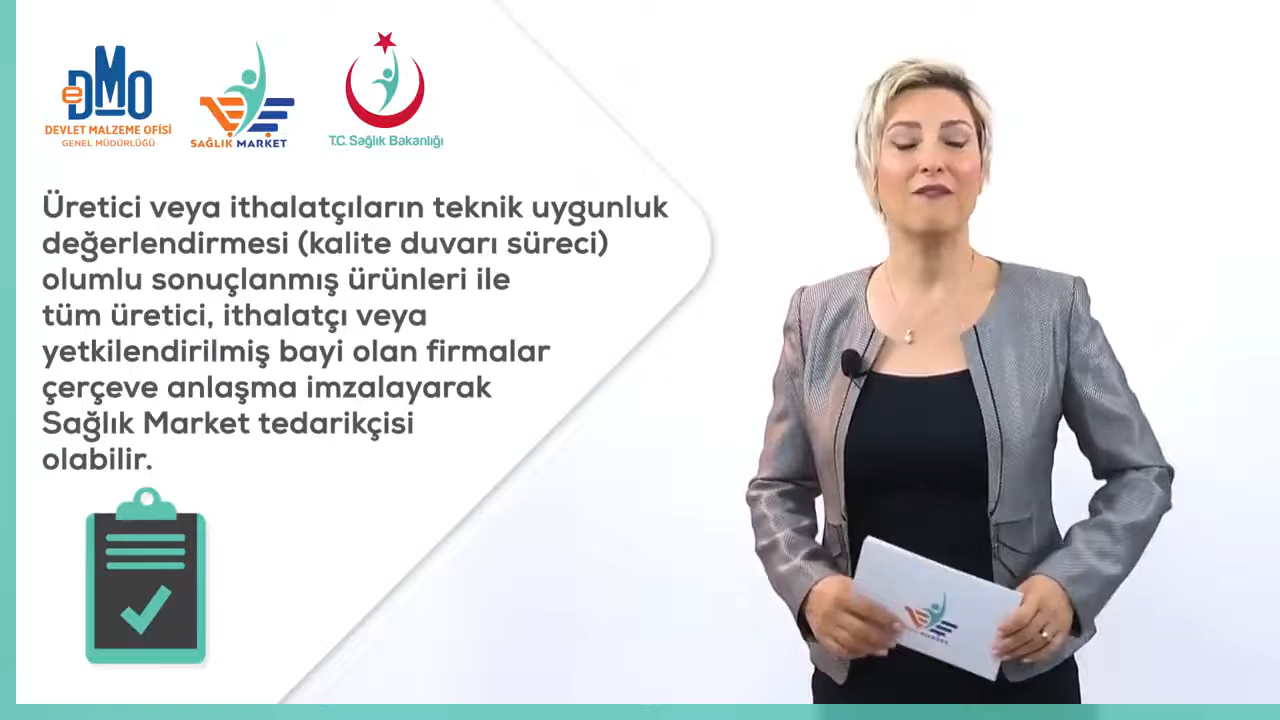 eDMO
DEVLET MALZEME OFİSİ
GENEL MÜDÜRLÜĞÜ
SAĞLIK MARKET
T.C. Sağlık Bakanlığı
Üretici veya ithalatçıların teknik uygunluk
değerlendirmesi (kalite duvarı süreci)
olumlu sonuçlanmış ürünleri ile
tüm üretici, ithalatçı veya
yetkilendirilmiş bayi olan firmalar
çerçeve anlaşma imzalayarak
Sağlık Market tedarikçisi
olabilir.